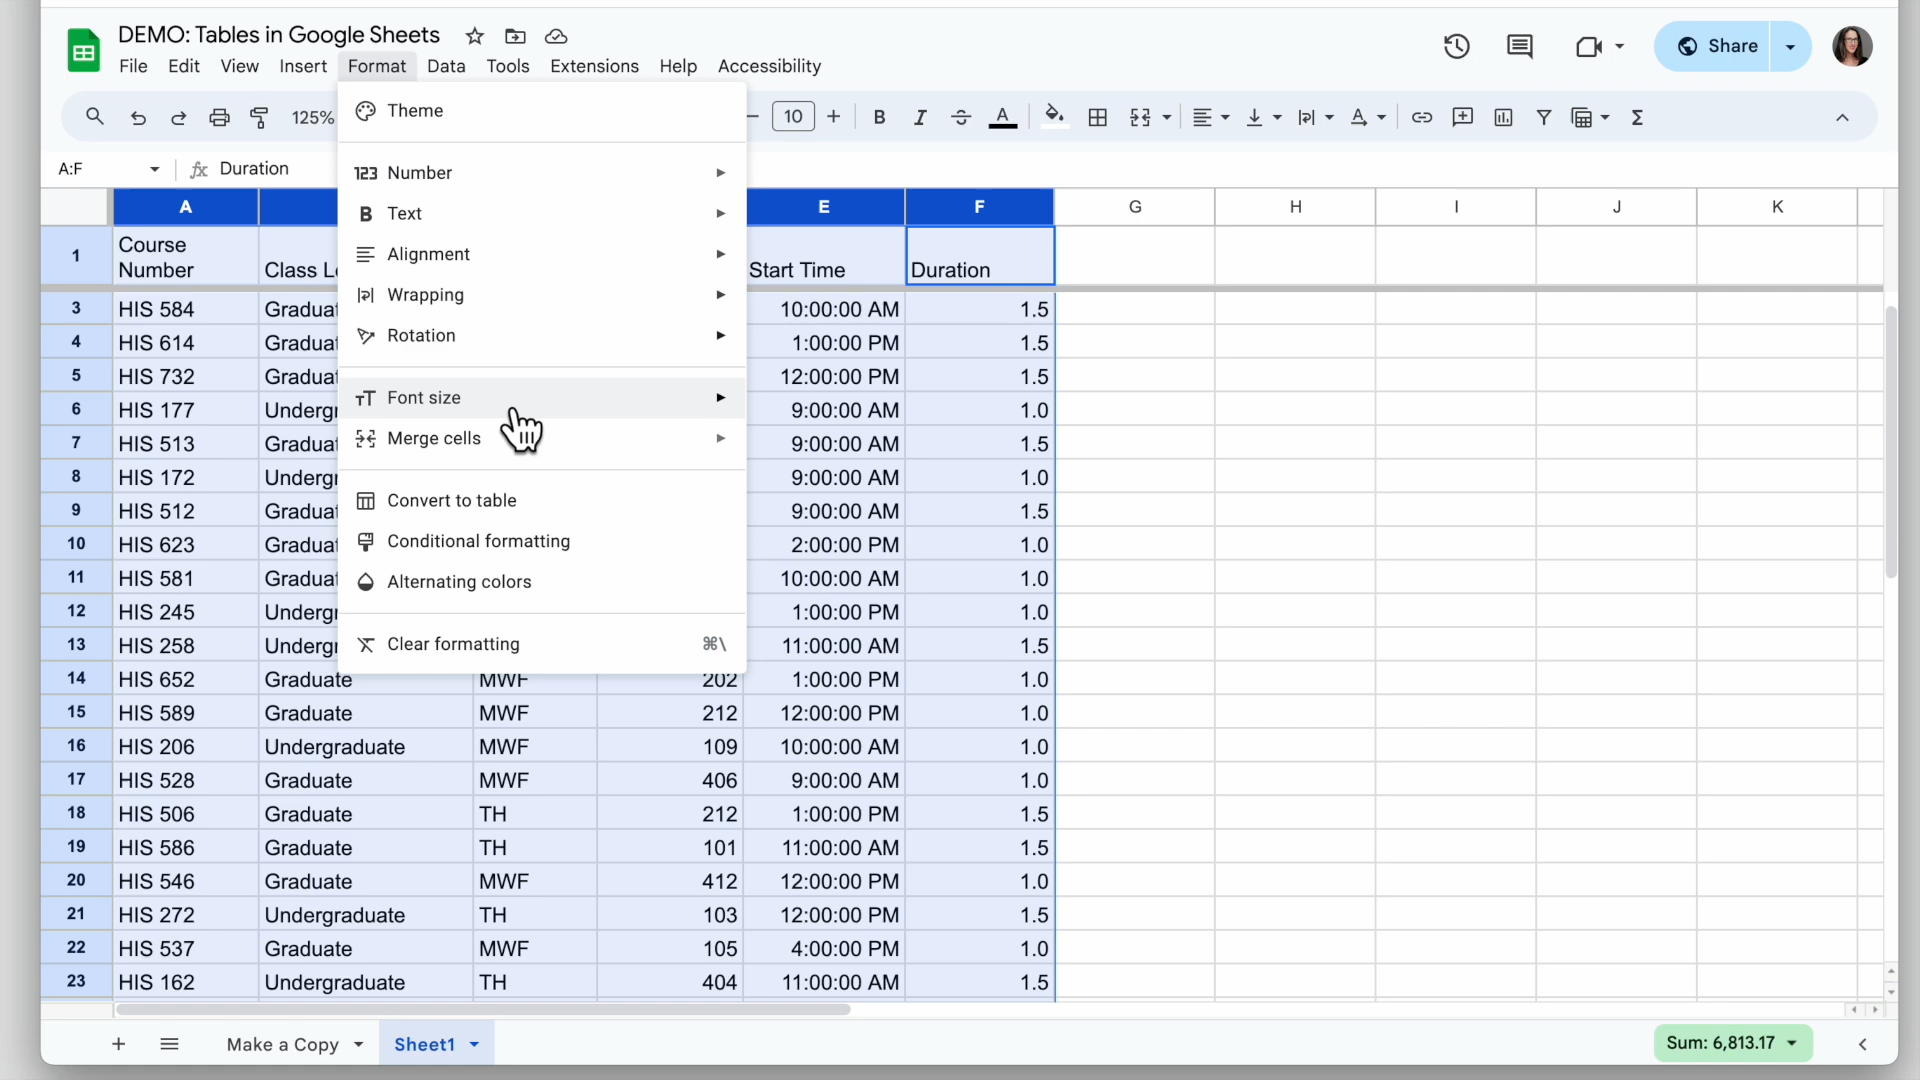 DEMO: Tables in Google Sheets
File Edit View Insert Format Data Tools Extensions Help Accessibility
Share
125% 10
A:F Duration
A E F G H I J K
1 Course Number Class L Start Time Duration
3 HIS 584 Gradua 10:00:00 AM 1.5
4 HIS 614 Gradua 1:00:00 PM 1.5
5 HIS 732 Gradua 12:00:00 PM 1.5
6 HIS 177 Undergr 9:00:00 AM 1.0
7 HIS 513 Gradua 9:00:00 AM 1.5
8 HIS 172 Undergr 9:00:00 AM 1.0
9 HIS 512 Gradua 9:00:00 AM 1.5
10 HIS 623 Gradua 2:00:00 PM 1.0
11 HIS 581 Gradua 10:00:00 AM 1.0
12 HIS 245 Undergr 1:00:00 PM 1.0
13 HIS 258 Undergr 11:00:00 AM 1.5
14 HIS 652 Graduate MWF 202 1:00:00 PM 1.0
15 HIS 589 Graduate MWF 212 12:00:00 PM 1.0
16 HIS 206 Undergraduate MWF 109 10:00:00 AM 1.0
17 HIS 528 Graduate MWF 406 9:00:00 AM 1.0
18 HIS 506 Graduate TH 212 1:00:00 PM 1.5
19 HIS 586 Graduate TH 101 11:00:00 AM 1.5
20 HIS 546 Graduate MWF 412 12:00:00 PM 1.0
21 HIS 272 Undergraduate TH 103 12:00:00 PM 1.5
22 HIS 537 Graduate MWF 105 4:00:00 PM 1.0
23 HIS 162 Undergraduate TH 404 11:00:00 AM 1.5
Theme
123 Number
B Text
Alignment
Wrapping
Rotation
Font size
Merge cells
Convert to table
Conditional formatting
Alternating colors
Clear formatting ⌘\
Make a Copy Sheet1 Sum: 6,813.17